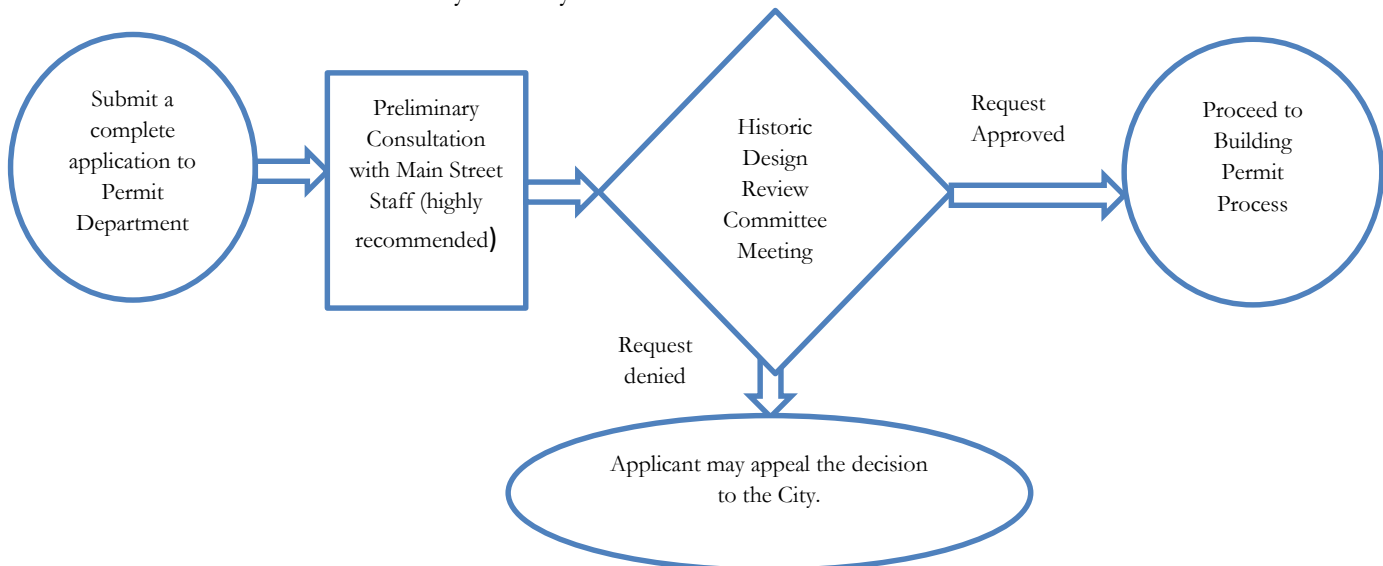 Submit a
complete
application to
Permit
Department
Preliminary
Consultation
with Main Street
Staff (highly
recommended)
Historic
Design
Review
Committee
Meeting
Request
Approved
Proceed to
Building
Permit
Process
Request
denied
Applicant may appeal the decision
to the City.